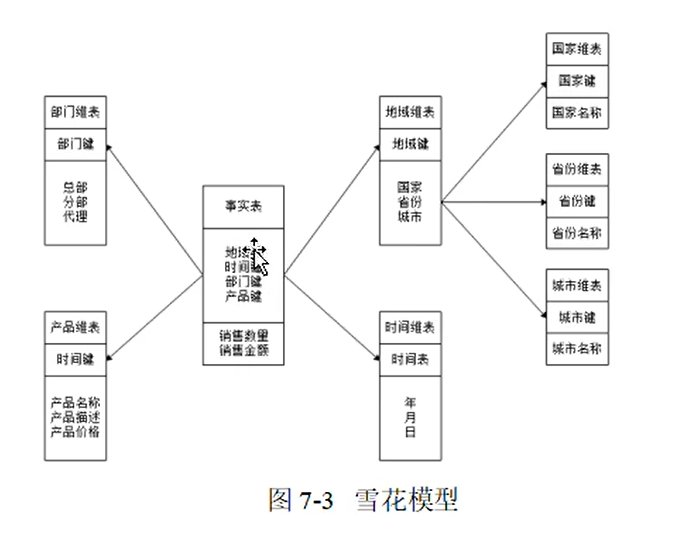 部门维表
部门键
总部
分部
代理
产品维表
时间键
产品名称
产品描述
产品价格
事实表
地域
时间键
部门键
产品键
销售数量
销售金额
地域维表
地域键
国家
省份
城市
时间维表
时间表
年
月
日
国家维表
国家键
国家名称
省份维表
省份键
省份名称
城市维表
城市键
城市名称
图 7-3 雪花模型